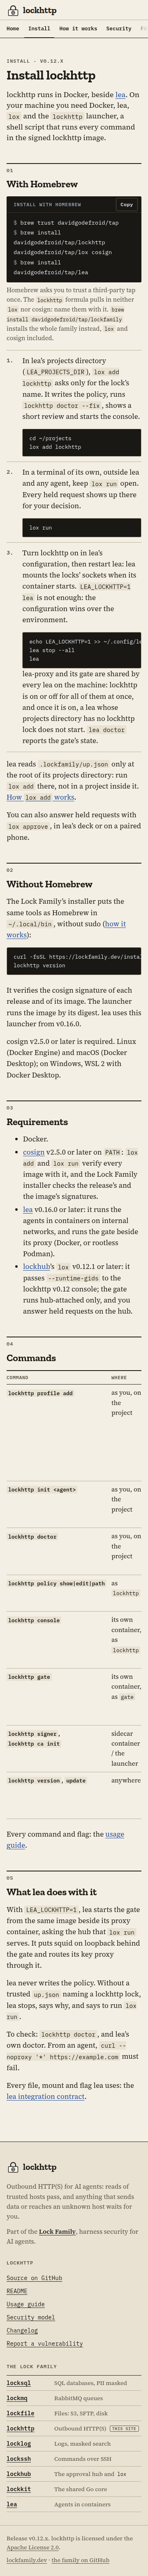 lockhttp
Home Install How it works Security
INSTALL · V0.12.X
Install lockhttp
lockhttp runs in Docker, beside lea. On
your machine you need Docker, lea,
lox and the lockhttp launcher, a
shell script that runs every command
in the signed lockhttp image.
01
With Homebrew
INSTALL WITH HOMEBREW Copy
$ brew trust davidgodefroid/tap
$ brew install
davidgodefroid/tap/lockhttp
davidgodefroid/tap/lox cosign
$ brew install
davidgodefroid/tap/lea
Homebrew asks you to trust a third-party tap
once. The lockhttp formula pulls in neither
lox nor cosign: name them with it. brew
install davidgodefroid/tap/lockfamily
installs the whole family instead, lox and
cosign included.
1. In lea's projects directory
(LEA_PROJECTS_DIR), lox add
lockhttp asks only for the lock's
name. It writes the policy, runs
lockhttp doctor --fix, shows a
short review and starts the console.
cd ~/projects
lox add lockhttp
2. In a terminal of its own, outside lea
and any agent, keep lox run open.
Every held request shows up there
for your decision.
lox run
3. Turn lockhttp on in lea's
configuration, then restart lea: lea
mounts the locks' sockets when its
container starts. LEA_LOCKHTTP=1
lea is not enough: the
configuration wins over the
environment.
echo LEA_LOCKHTTP=1 >> ~/.config/le
lea stop --all
lea
lea-proxy and its gate are shared by
every lea on the machine: lockhttp
is on or off for all of them at once,
and once it is on, a lea whose
projects directory has no lockhttp
lock does not start. lea doctor
reports the gate's state.
lea reads .lockfamily/up.json only at
the root of its projects directory: run
lox add there, not in a project inside it.
How lox add works.
You can also answer held requests with
lox approve, in lea's deck or on a paired
phone.
02
Without Homebrew
The Lock Family's installer puts the
same tools as Homebrew in
~/.local/bin, without sudo (how it
works):
curl -fsSL https://lockfamily.dev/insta
lockhttp version
It verifies the cosign signature of each
release and of its image. The launcher
runs the image by its digest. lea uses this
launcher from v0.16.0.
cosign v2.5.0 or later is required. Linux
(Docker Engine) and macOS (Docker
Desktop); on Windows, WSL 2 with
Docker Desktop.
03
Requirements
• Docker.
• cosign v2.5.0 or later on PATH: lox
add and lox run verify every
image with it, and the Lock Family
installer checks the release's and
the image's signatures.
• lea v0.16.0 or later: it runs the
agents in containers on internal
networks, and only lox run beside
its proxy (Docker, or rootless
Podman).
• lockhub's lox v0.12.1 or later: it
passes --runtime-gids to the
lockhttp v0.12 console; the gate
runs hub-attached only, and you
answer held requests on the hub.
04
Commands
COMMAND WHERE
lockhttp profile add as you, on
the
project
lockhttp init <agent> as you, on
the
project
lockhttp doctor as you, on
the
project
lockhttp policy show|edit|path as
lockhttp
lockhttp console its own
container,
as
lockhttp
lockhttp gate its own
container,
as gate
lockhttp signer, sidecar
lockhttp ca init container
/ the
launcher
lockhttp version, update anywhere
Every command and flag: the usage
guide.
05
What lea does with it
With LEA_LOCKHTTP=1, lea starts the gate
from the same image beside its proxy
container, asking the hub that lox run
serves. It puts squid on loopback behind
the gate and routes its key proxy
through it.
lea never writes the policy. Without a
trusted up.json naming a lockhttp lock,
lea stops, says why, and says to run lox
run.
To check: lockhttp doctor, and lea's
own doctor. From an agent, curl --
noproxy '*' https://example.com must
fail.
Every file, mount and flag lea uses: the
lea integration contract.
lockhttp
Outbound HTTP(S) for AI agents: reads of
trusted hosts pass, and anything that sends
data or reaches an unknown host waits for
you.
Part of the Lock Family, harness security for
AI agents.
LOCKHTTP
Source on GitHub
README
Usage guide
Security model
Changelog
Report a vulnerability
THE LOCK FAMILY
locksql SQL databases, PII masked
lockmq RabbitMQ queues
lockfile Files: S3, SFTP, disk
lockhttp Outbound HTTP(S) THIS SITE
locklog Logs, masked search
lockssh Commands over SSH
lockhub The approval hub and lox
lockkit The shared Go core
lea Agents in containers
Release v0.12.x. lockhttp is licensed under the
Apache License 2.0.
lockfamily.dev · the family on GitHub